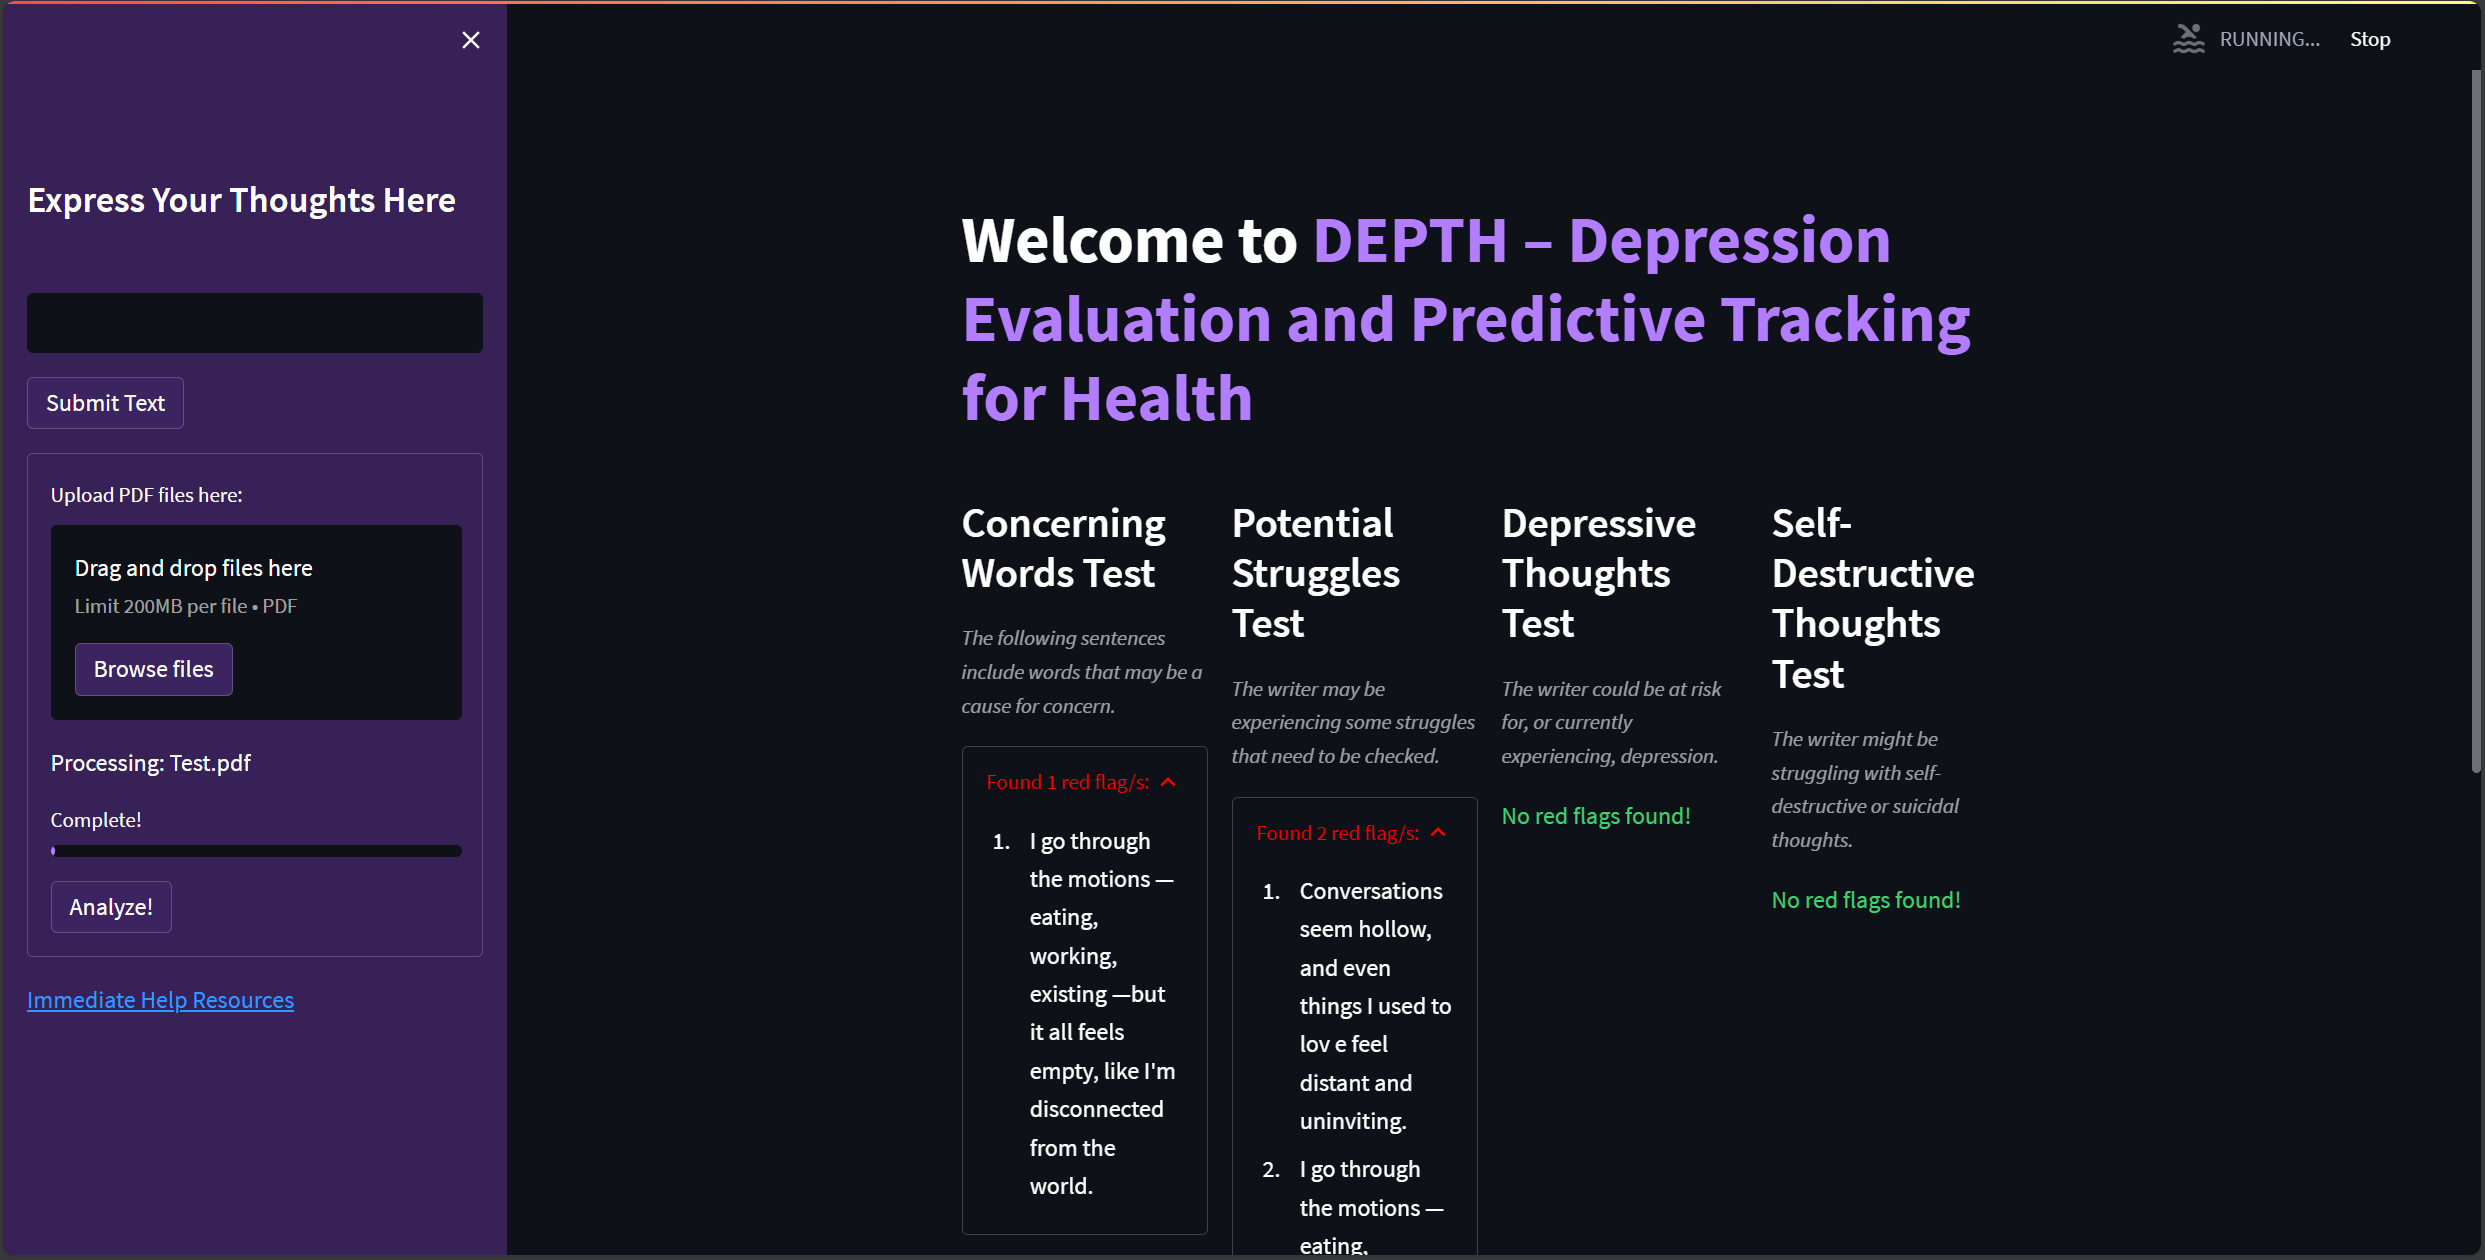 RUNNING...
Stop
Express Your Thoughts Here
Submit Text
Upload PDF files here:
Drag and drop files here
Limit 200MB per file • PDF
Browse files
Processing: Test.pdf
Complete!
Analyze!
Immediate Help Resources
Welcome to DEPTH – Depression
Evaluation and Predictive Tracking
for Health
Concerning
Words Test
The following sentences
include words that may be a
cause for concern.
Found 1 red flag/s:
1. I go through
the motions —
eating,
working,
existing —but
it all feels
empty, like I'm
disconnected
from the
world.
Potential
Struggles
Test
The writer may be
experiencing some struggles
that need to be checked.
Found 2 red flag/s:
1. Conversations
seem hollow,
and even
things I used to
lov e feel
distant and
uninviting.
2. I go through
the motions —
eating,
Depressive
Thoughts
Test
The writer could be at risk
for, or currently
experiencing, depression.
No red flags found!
Self-
Destructive
Thoughts
Test
The writer might be
struggling with self-
destructive or suicidal
thoughts.
No red flags found!